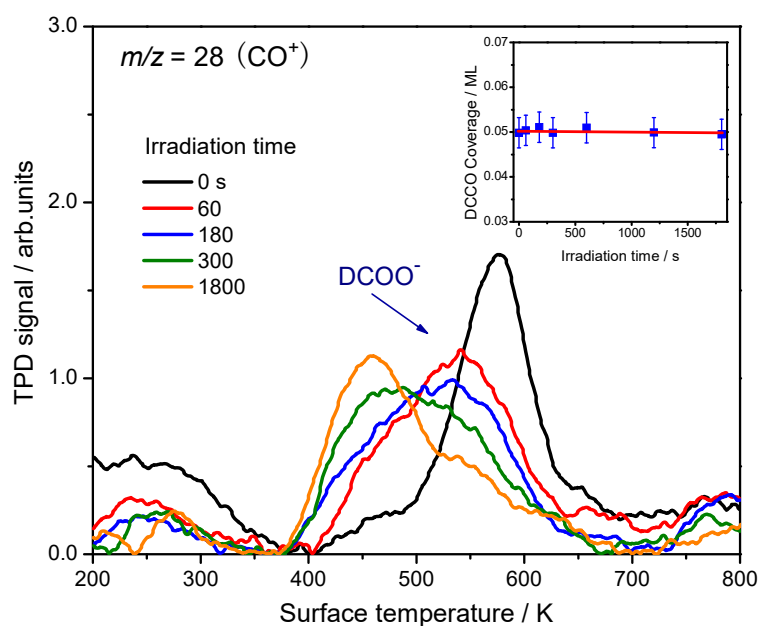 m/z = 28（CO⁺）
Irradiation time
0 s
60
180
300
1800
DCOO⁻
TPD signal / arb.units
3.0
2.0
1.0
0.0
200 300 400 500 600 700 800
Surface temperature / K
DCCO Coverage / ML
0.07
0.06
0.05
0.04
0.03
0 500 1000 1500
Irradiation time / s